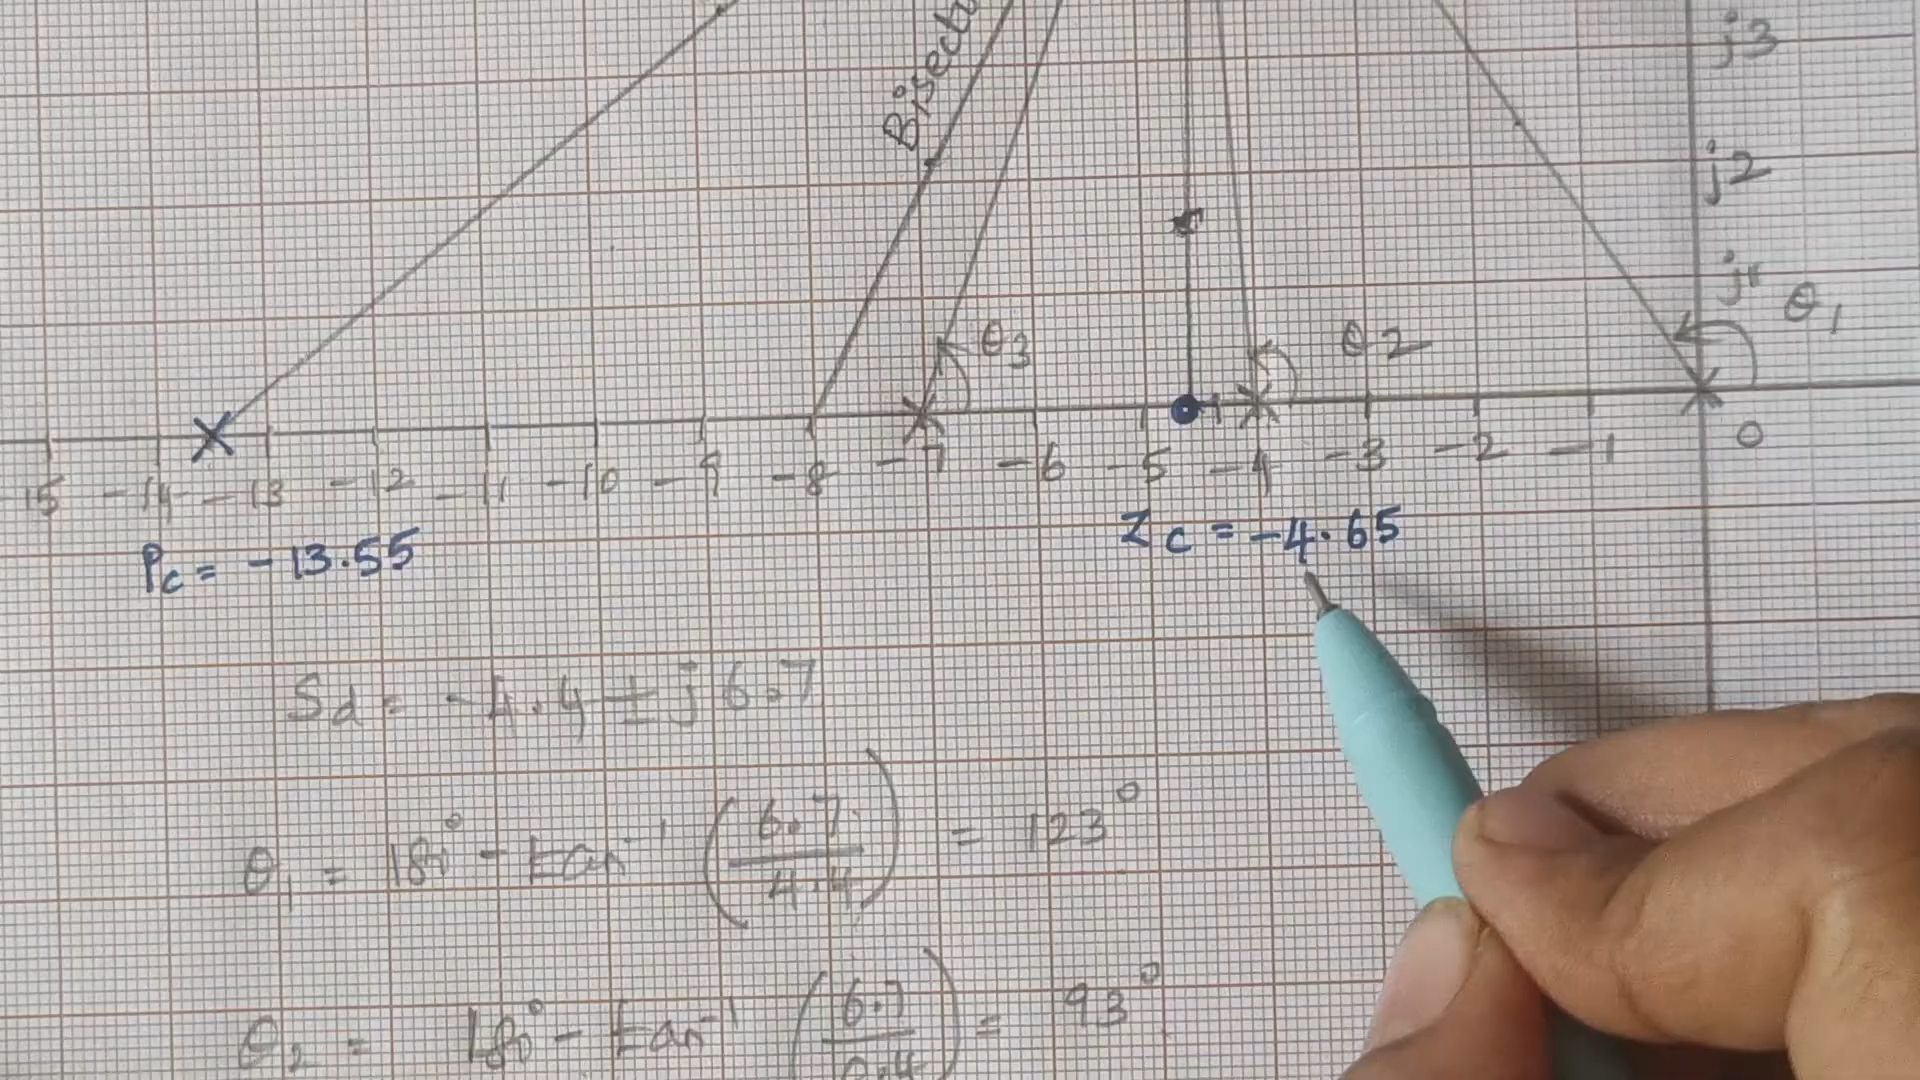 j3
Bisect
j2
j1
θ1
θ3
θ2
-15 -14 -13 -12 -11 -10 -9 -8 -7 -6 -5 -4 -3 -2 -1 0
Pc = -13.55
Zc = -4.65
Sd = -4.4 ± j 6.7
θ1 = 180° - tan⁻¹ (6.7/4.4) = 123°
θ2 = 180° - tan⁻¹ (6.7/0.4) = 93°